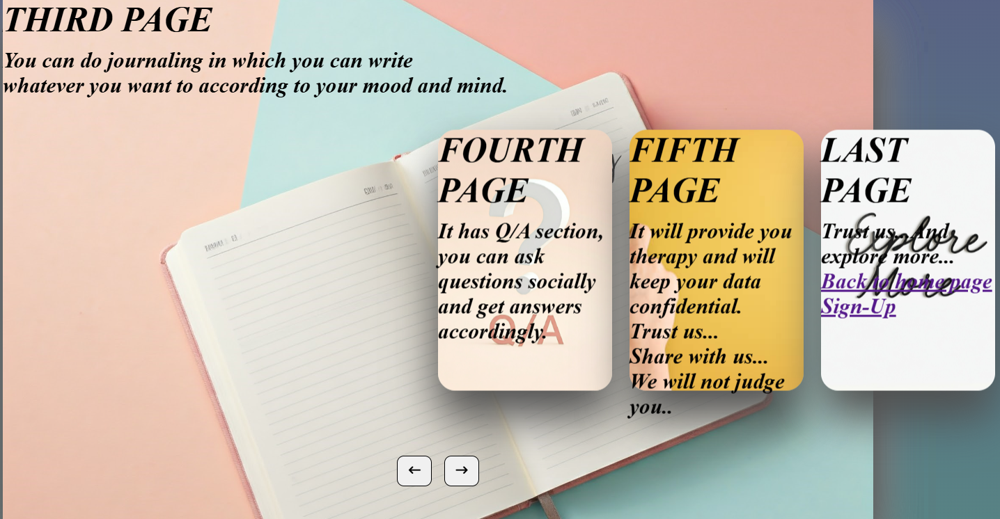 THIRD PAGE
You can do journaling in which you can write
whatever you want to according to your mood and mind.
FOURTH
PAGE
It has Q/A section,
you can ask
questions socially
and get answers
accordingly.
Q/A
FIFTH
PAGE
It will provide you
therapy and will
keep your data
confidential.
Trust us...
Share with us...
We will not judge
you..
LAST
PAGE
Trust us... And
explore more...
Back to home page
Sign-Up
Explore
More